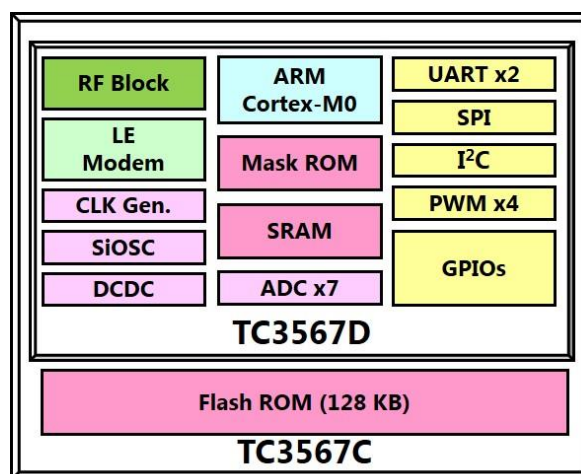 RF Block
LE
Modem
CLK Gen.
SiOSC
DCDC
ARM
Cortex-M0
Mask ROM
SRAM
ADC x7
UART x2
SPI
I²C
PWM x4
GPIOs
TC3567D
Flash ROM (128 KB)
TC3567C